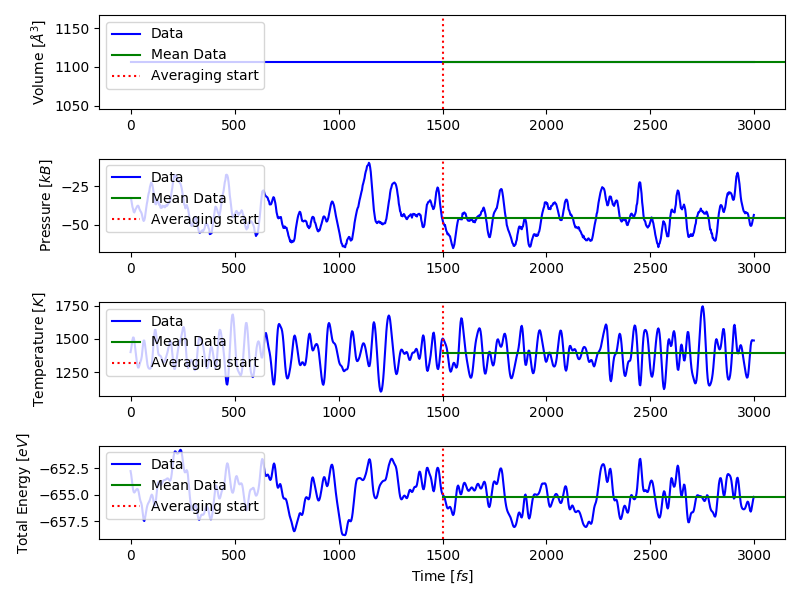 Volume [Å³]
1150
1100
1050
Data
Mean Data
Averaging start
0 500 1000 1500 2000 2500 3000
Pressure [kB]
−25
−50
Data
Mean Data
Averaging start
0 500 1000 1500 2000 2500 3000
Temperature [K]
1750
1500
1250
Data
Mean Data
Averaging start
0 500 1000 1500 2000 2500 3000
Total Energy [eV]
−652.5
−655.0
−657.5
Data
Mean Data
Averaging start
0 500 1000 1500 2000 2500 3000
Time [fs]